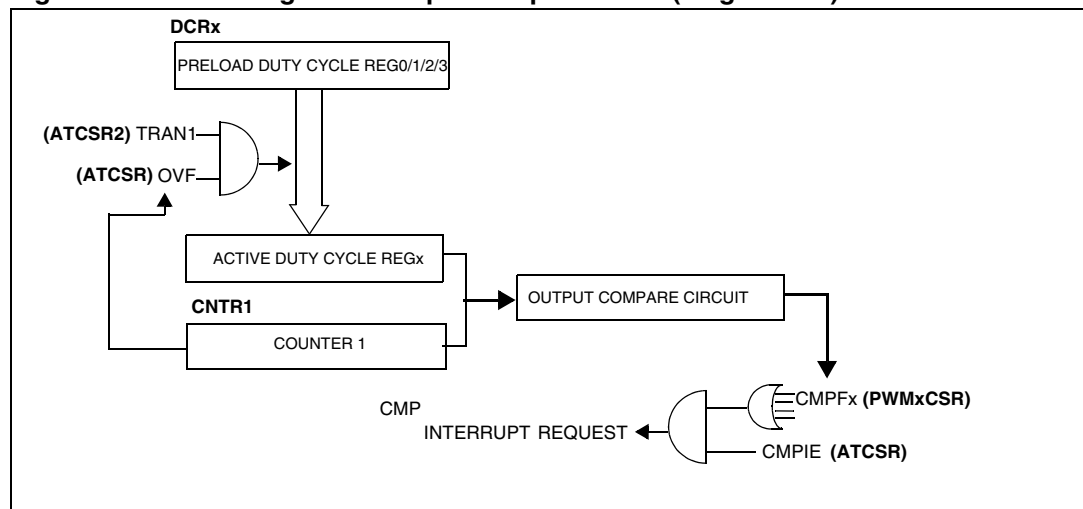 DCRx
PRELOAD DUTY CYCLE REG0/1/2/3
(ATCSR2) TRAN1
(ATCSR) OVF
ACTIVE DUTY CYCLE REGx
CNTR1
OUTPUT COMPARE CIRCUIT
COUNTER 1
CMPFx (PWMxCSR)
CMP
INTERRUPT REQUEST
CMPIE (ATCSR)